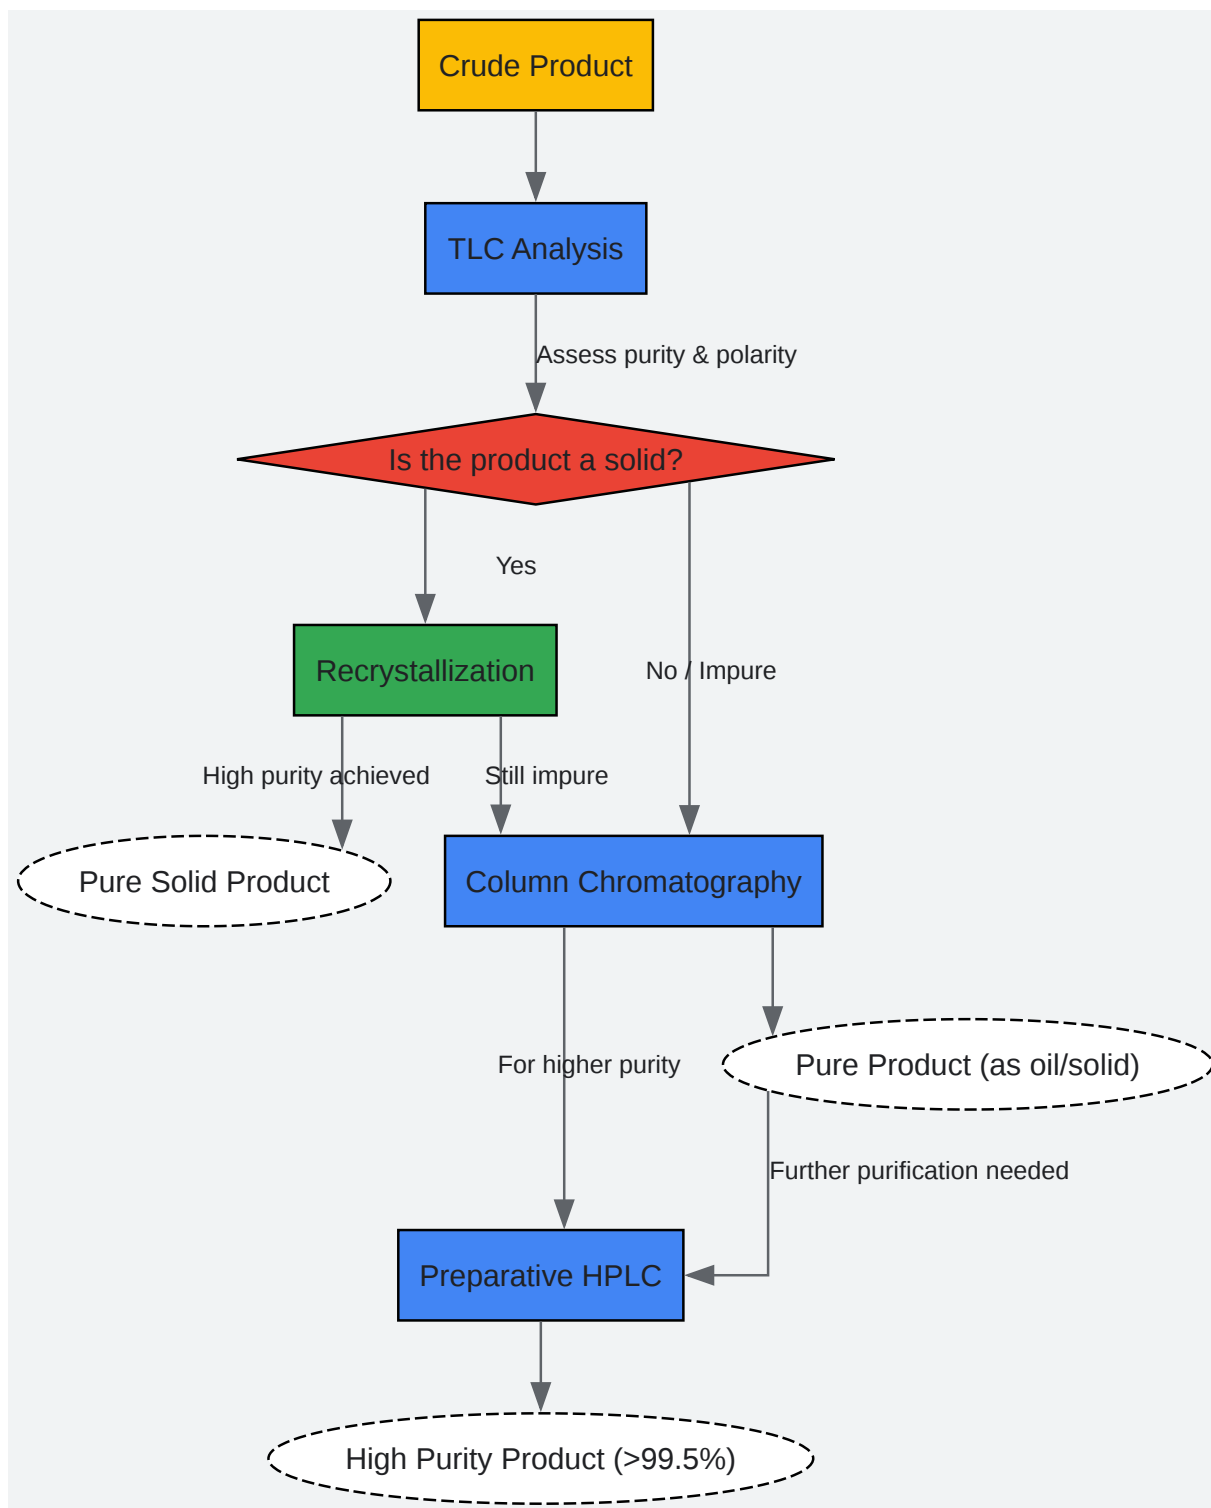 Crude Product
TLC Analysis
Assess purity & polarity
Is the product a solid?
Yes
Recrystallization
No / Impure
High purity achieved
Still impure
Pure Solid Product
Column Chromatography
For higher purity
Pure Product (as oil/solid)
Further purification needed
Preparative HPLC
High Purity Product (>99.5%)